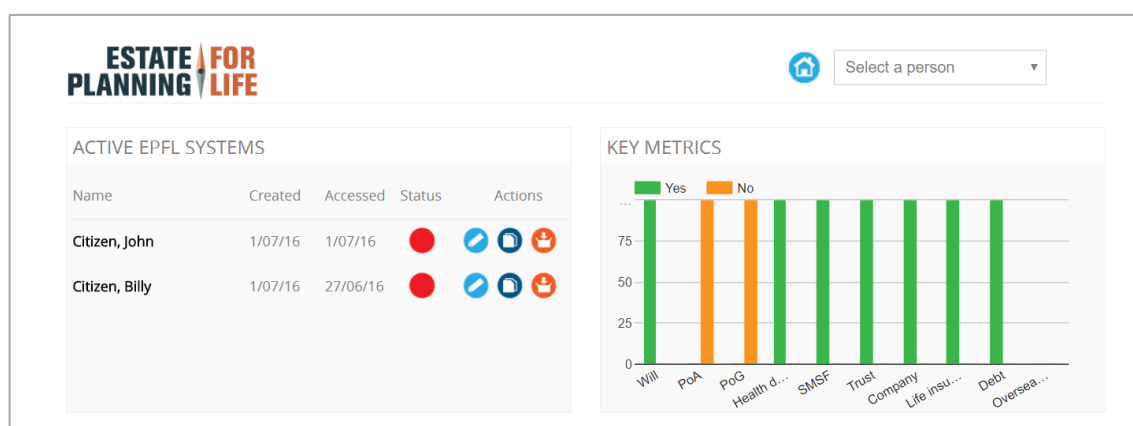 ESTATE FOR
PLANNING LIFE
Select a person
ACTIVE EPFL SYSTEMS
Name Created Accessed Status Actions
Citizen, John 1/07/16 1/07/16
Citizen, Billy 1/07/16 27/06/16
KEY METRICS
Yes No
...
75
50
25
0
Will PoA PoG Health d... SMSF Trust Company Life insu... Debt Oversea...